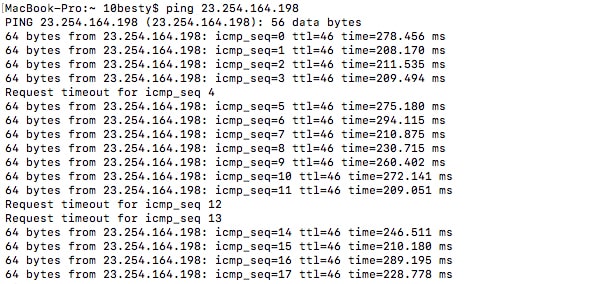 [MacBook-Pro:~ 10besty$ ping 23.254.164.198
PING 23.254.164.198 (23.254.164.198): 56 data bytes
64 bytes from 23.254.164.198: icmp_seq=0 ttl=46 time=278.456 ms
64 bytes from 23.254.164.198: icmp_seq=1 ttl=46 time=208.170 ms
64 bytes from 23.254.164.198: icmp_seq=2 ttl=46 time=211.535 ms
64 bytes from 23.254.164.198: icmp_seq=3 ttl=46 time=209.494 ms
Request timeout for icmp_seq 4
64 bytes from 23.254.164.198: icmp_seq=5 ttl=46 time=275.180 ms
64 bytes from 23.254.164.198: icmp_seq=6 ttl=46 time=294.115 ms
64 bytes from 23.254.164.198: icmp_seq=7 ttl=46 time=210.875 ms
64 bytes from 23.254.164.198: icmp_seq=8 ttl=46 time=230.715 ms
64 bytes from 23.254.164.198: icmp_seq=9 ttl=46 time=260.402 ms
64 bytes from 23.254.164.198: icmp_seq=10 ttl=46 time=272.141 ms
64 bytes from 23.254.164.198: icmp_seq=11 ttl=46 time=209.051 ms
Request timeout for icmp_seq 12
Request timeout for icmp_seq 13
64 bytes from 23.254.164.198: icmp_seq=14 ttl=46 time=246.511 ms
64 bytes from 23.254.164.198: icmp_seq=15 ttl=46 time=210.180 ms
64 bytes from 23.254.164.198: icmp_seq=16 ttl=46 time=289.195 ms
64 bytes from 23.254.164.198: icmp_seq=17 ttl=46 time=228.778 ms